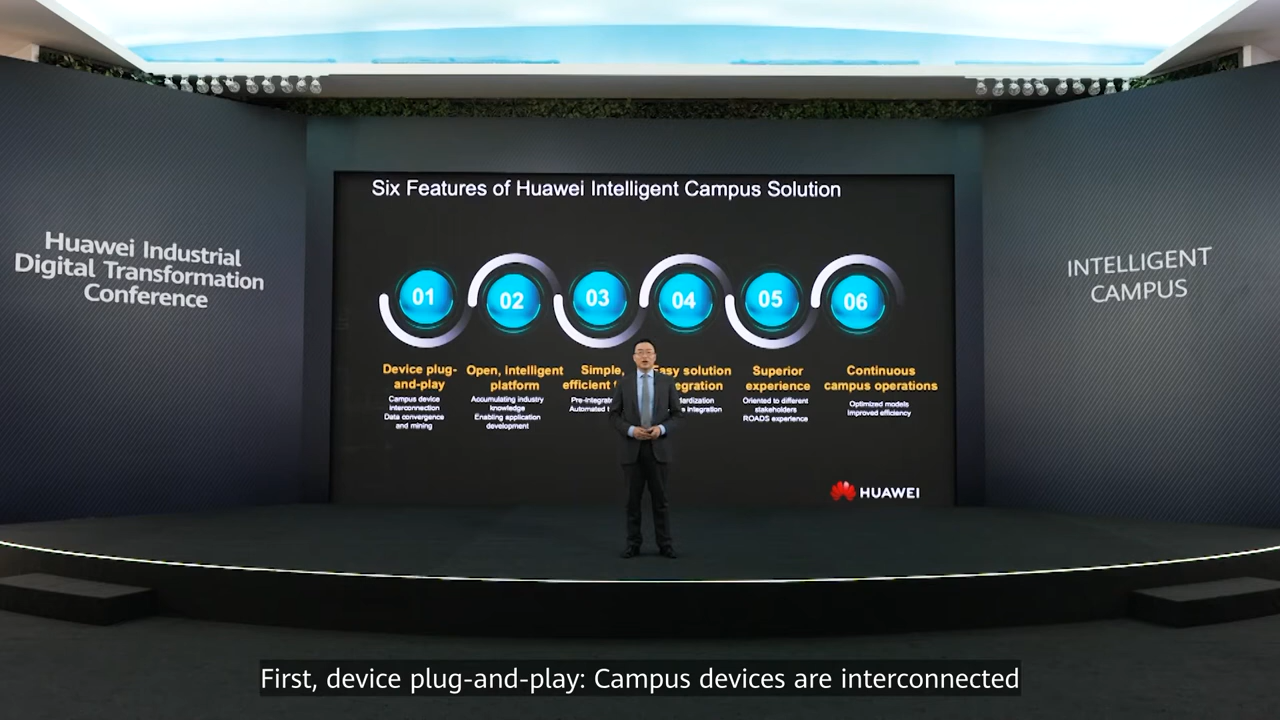 Huawei Industrial
Digital Transformation
Conference
Six Features of Huawei Intelligent Campus Solution
01
02
03
04
05
06
Device plug-
and-play
Campus device
interconnection
Data convergence
and mining
Open, intelligent
platform
Accumulating industry
knowledge
Enabling application
development
Simple,
efficient
Automated
Easy solution
Superior
experience
Oriented to different
stakeholders
ROADS experience
Continuous
campus operations
Optimized models
Improved efficiency
HUAWEI
INTELLIGENT
CAMPUS
First, device plug-and-play: Campus devices are interconnected